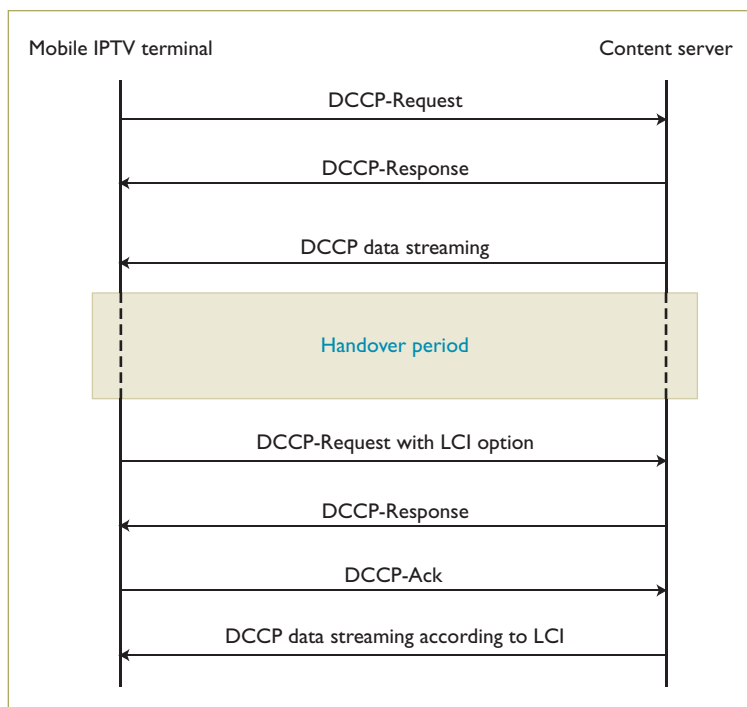 Mobile IPTV terminal
Content server
DCCP-Request
DCCP-Response
DCCP data streaming
Handover period
DCCP-Request with LCI option
DCCP-Response
DCCP-Ack
DCCP data streaming according to LCI